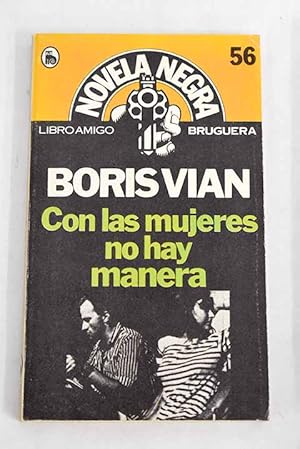 56
NOVELA NEGRA
LIBRO AMIGO BRUGUERA
BORIS VIAN
Con las mujeres
no hay
manera